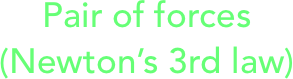 Pair of forces
(Newton’s 3rd law)